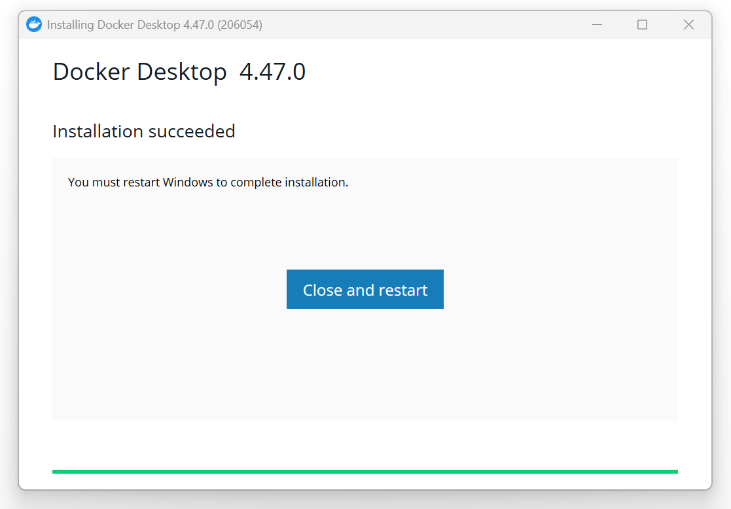 Installing Docker Desktop 4.47.0 (206054)
Docker Desktop 4.47.0
Installation succeeded
You must restart Windows to complete installation.
Close and restart